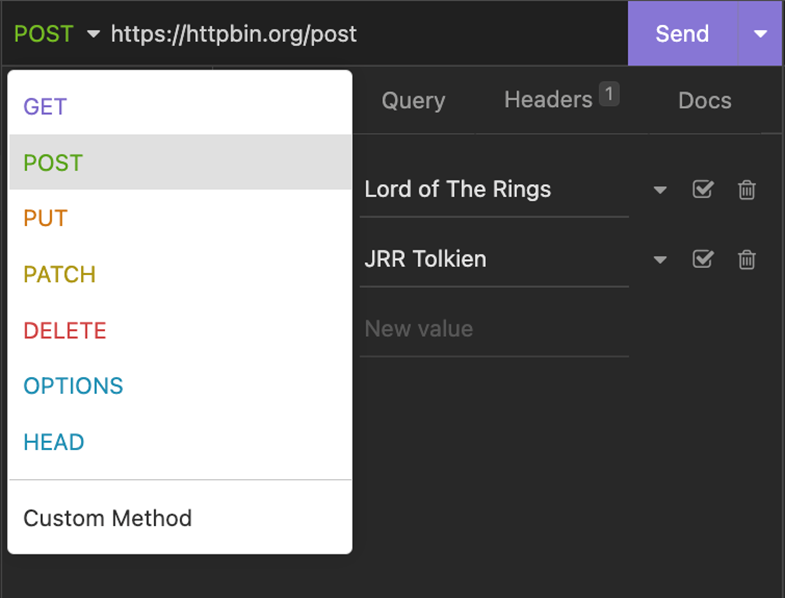 POST https://httpbin.org/post Send
GET
POST
PUT
PATCH
DELETE
OPTIONS
HEAD
Custom Method
Query Headers 1 Docs
Lord of The Rings
JRR Tolkien
New value